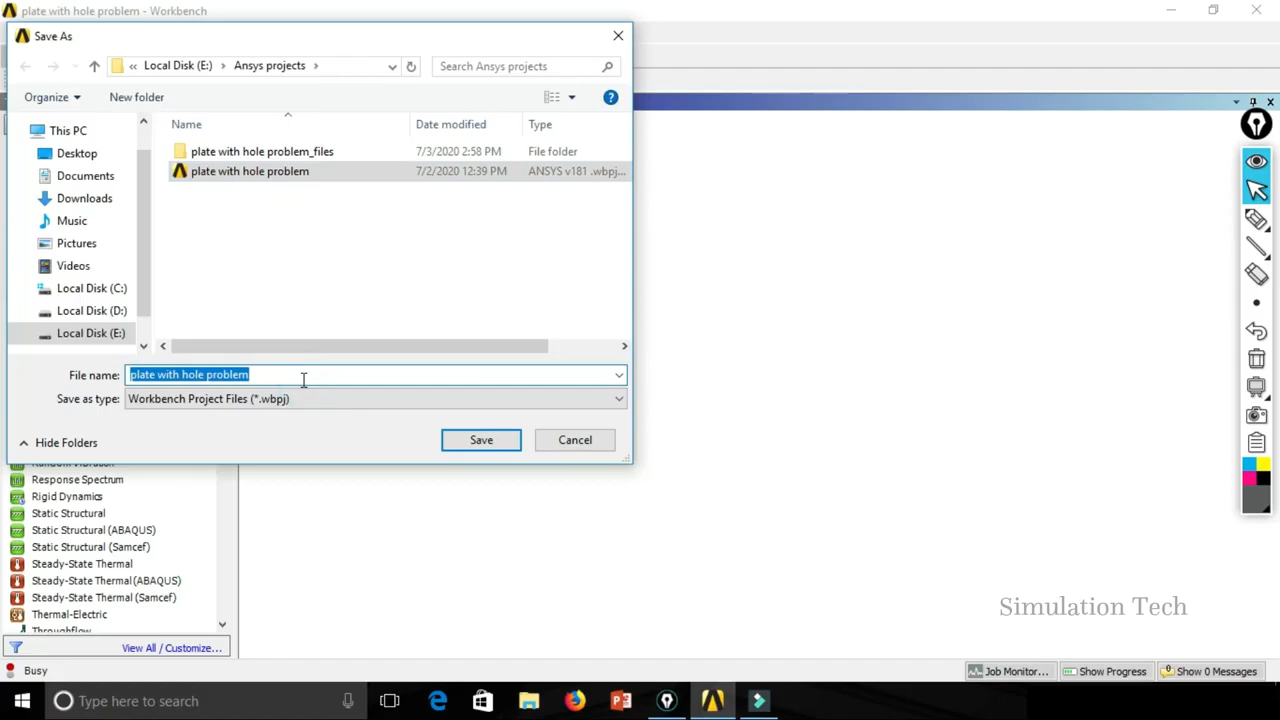 plate with hole problem - Workbench
Save As
« Local Disk (E:) › Ansys projects ›
Search Ansys projects
Organize
New folder
Name
Date modified
Type
This PC
Desktop
Documents
Downloads
Music
Pictures
Videos
Local Disk (C:)
Local Disk (D:)
Local Disk (E:)
plate with hole problem_files 7/3/2020 2:58 PM File folder
plate with hole problem 7/2/2020 12:39 PM ANSYS v181 .wbpj...
File name: plate with hole problem
Save as type: Workbench Project Files (*.wbpj)
Hide Folders
Save
Cancel
Response Spectrum
Rigid Dynamics
Static Structural
Static Structural (ABAQUS)
Static Structural (Samcef)
Steady-State Thermal
Steady-State Thermal (ABAQUS)
Steady-State Thermal (Samcef)
Thermal-Electric
Throughflow
View All / Customize...
Simulation Tech
Busy
Job Monitor...
Show Progress
Show 0 Messages
Type here to search